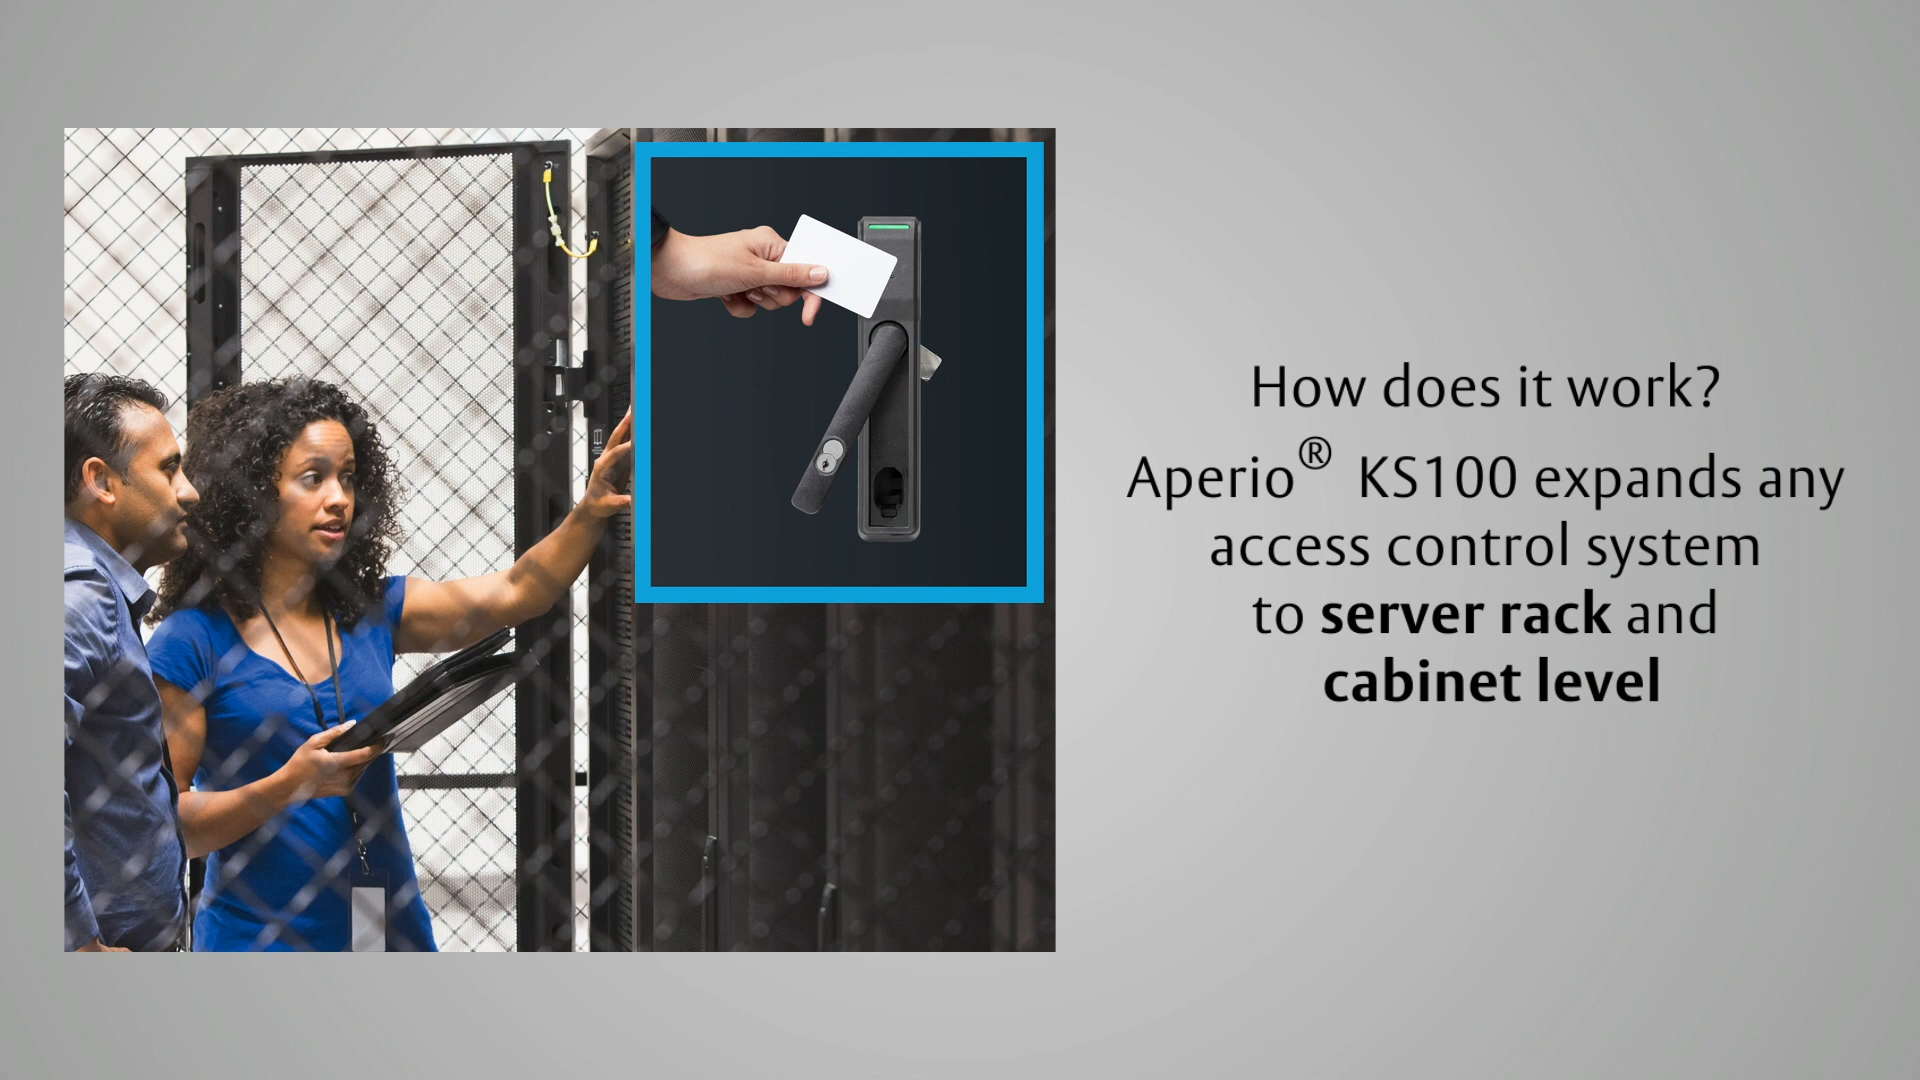 How does it work?
Aperio® KS100 expands any
access control system
to server rack and
cabinet level